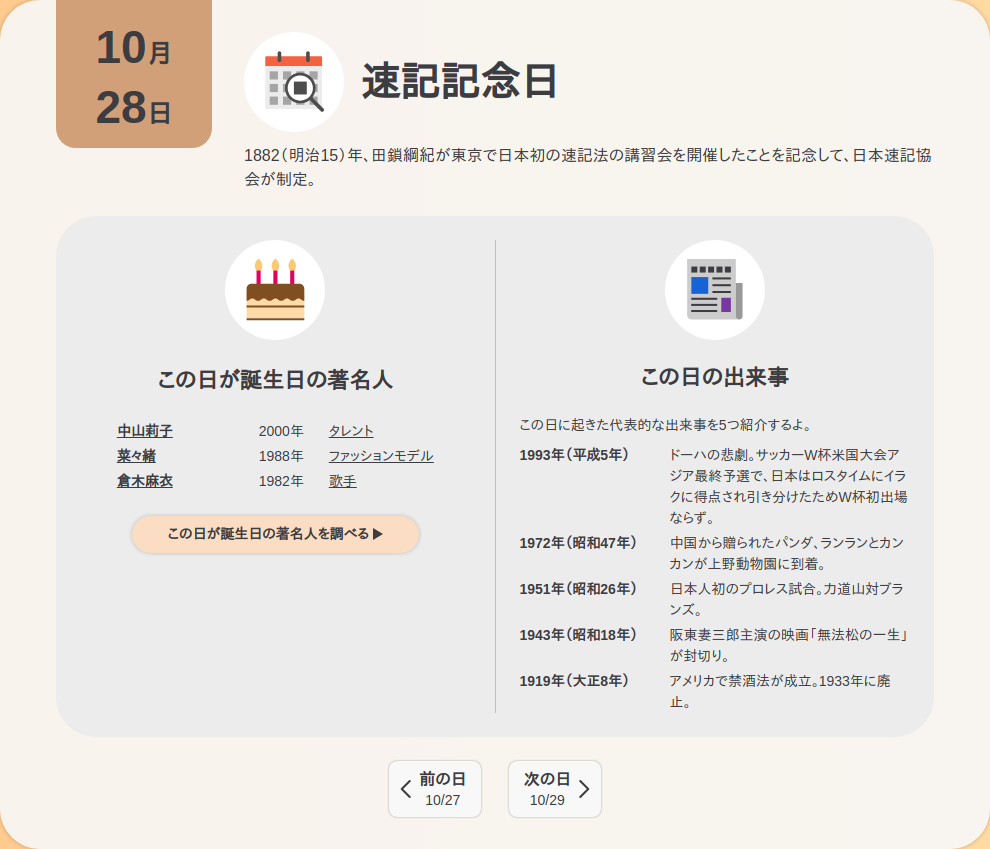 10月
28日
速記記念日
1882（明治15）年、田鎖綱紀が東京で日本初の速記法の講習会を開催したことを記念して、日本速記協
会が制定。
この日が誕生日の著名人
中山莉子 2000年 タレント
菜々緒 1988年 ファッションモデル
倉木麻衣 1982年 歌手
この日が誕生日の著名人を調べる▶
この日の出来事
この日に起きた代表的な出来事を5つ紹介するよ。
1993年（平成5年） ドーハの悲劇。サッカーW杯米国大会ア
ジア最終予選で、日本はロスタイムにイラ
クに得点され引き分けたためW杯初出場
ならず。
1972年（昭和47年） 中国から贈られたパンダ、ランランとカン
カンが上野動物園に到着。
1951年（昭和26年） 日本人初のプロレス試合。力道山対ブラ
ンズ。
1943年（昭和18年） 阪東妻三郎主演の映画「無法松の一生」
が封切り。
1919年（大正8年） アメリカで禁酒法が成立。1933年に廃
止。
前の日
10/27
次の日
10/29